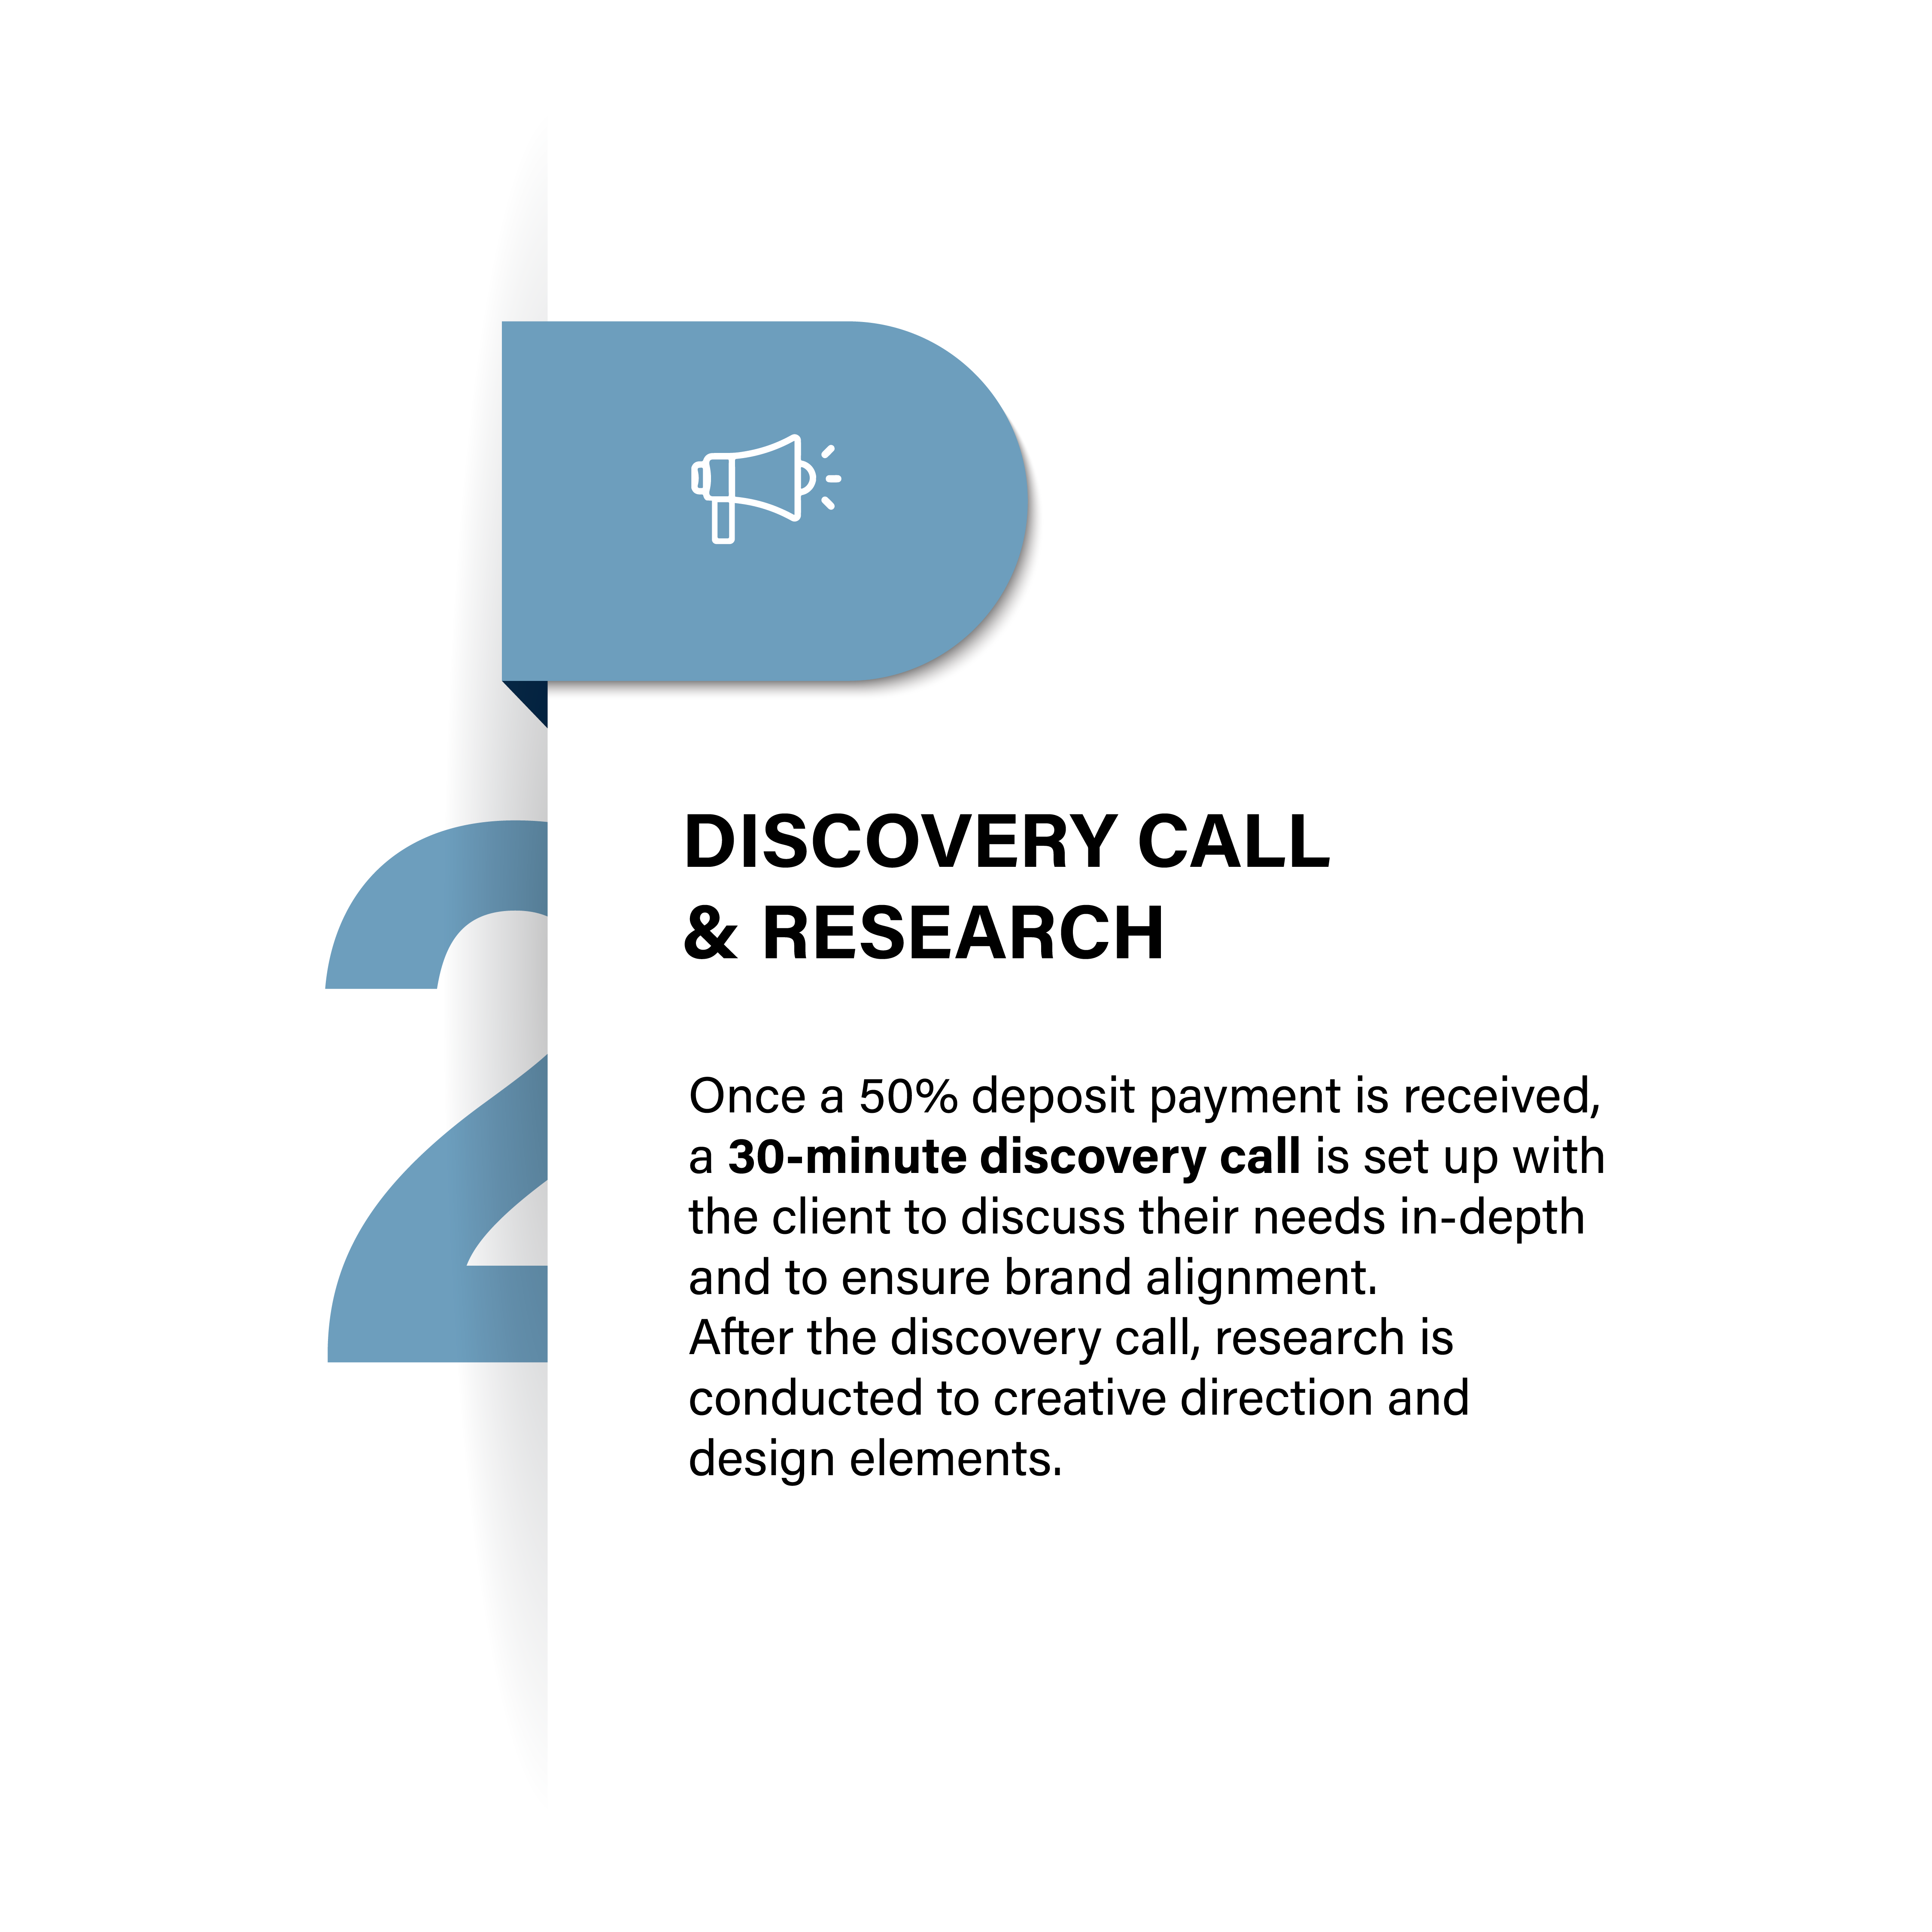 2
DISCOVERY CALL
& RESEARCH
Once a 50% deposit payment is received,
a 30-minute discovery call is set up with
the client to discuss their needs in-depth
and to ensure brand alignment.
After the discovery call, research is
conducted to creative direction and
design elements.